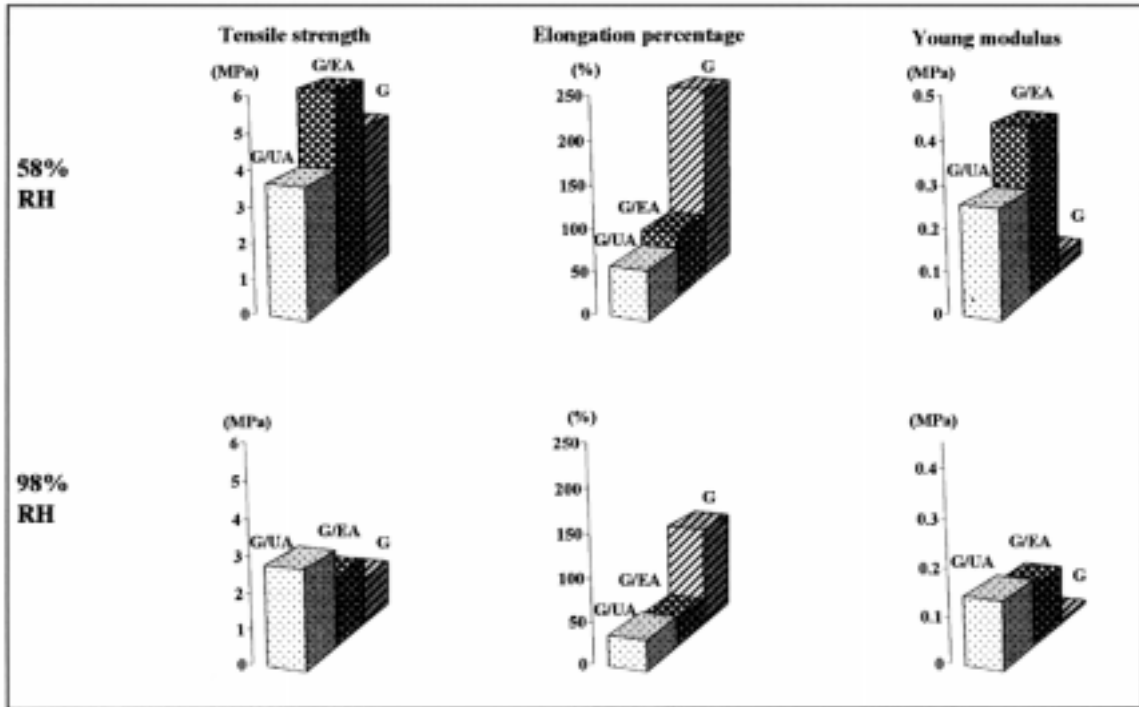 Tensile strength
Elongation percentage
Young modulus
58%
RH
(MPa)
6
5
4
3
2
1
0
G/UA
G/EA
G
(%)
250
200
150
100
50
0
G/UA
G/EA
G
(MPa)
0.5
0.4
0.3
0.2
0.1
0
G/UA
G/EA
G
98%
RH
(MPa)
6
5
4
3
2
1
0
G/UA
G/EA
G
(%)
250
200
150
100
50
0
G/UA
G/EA
G
(MPa)
0.4
0.3
0.2
0.1
0
G/UA
G/EA
G